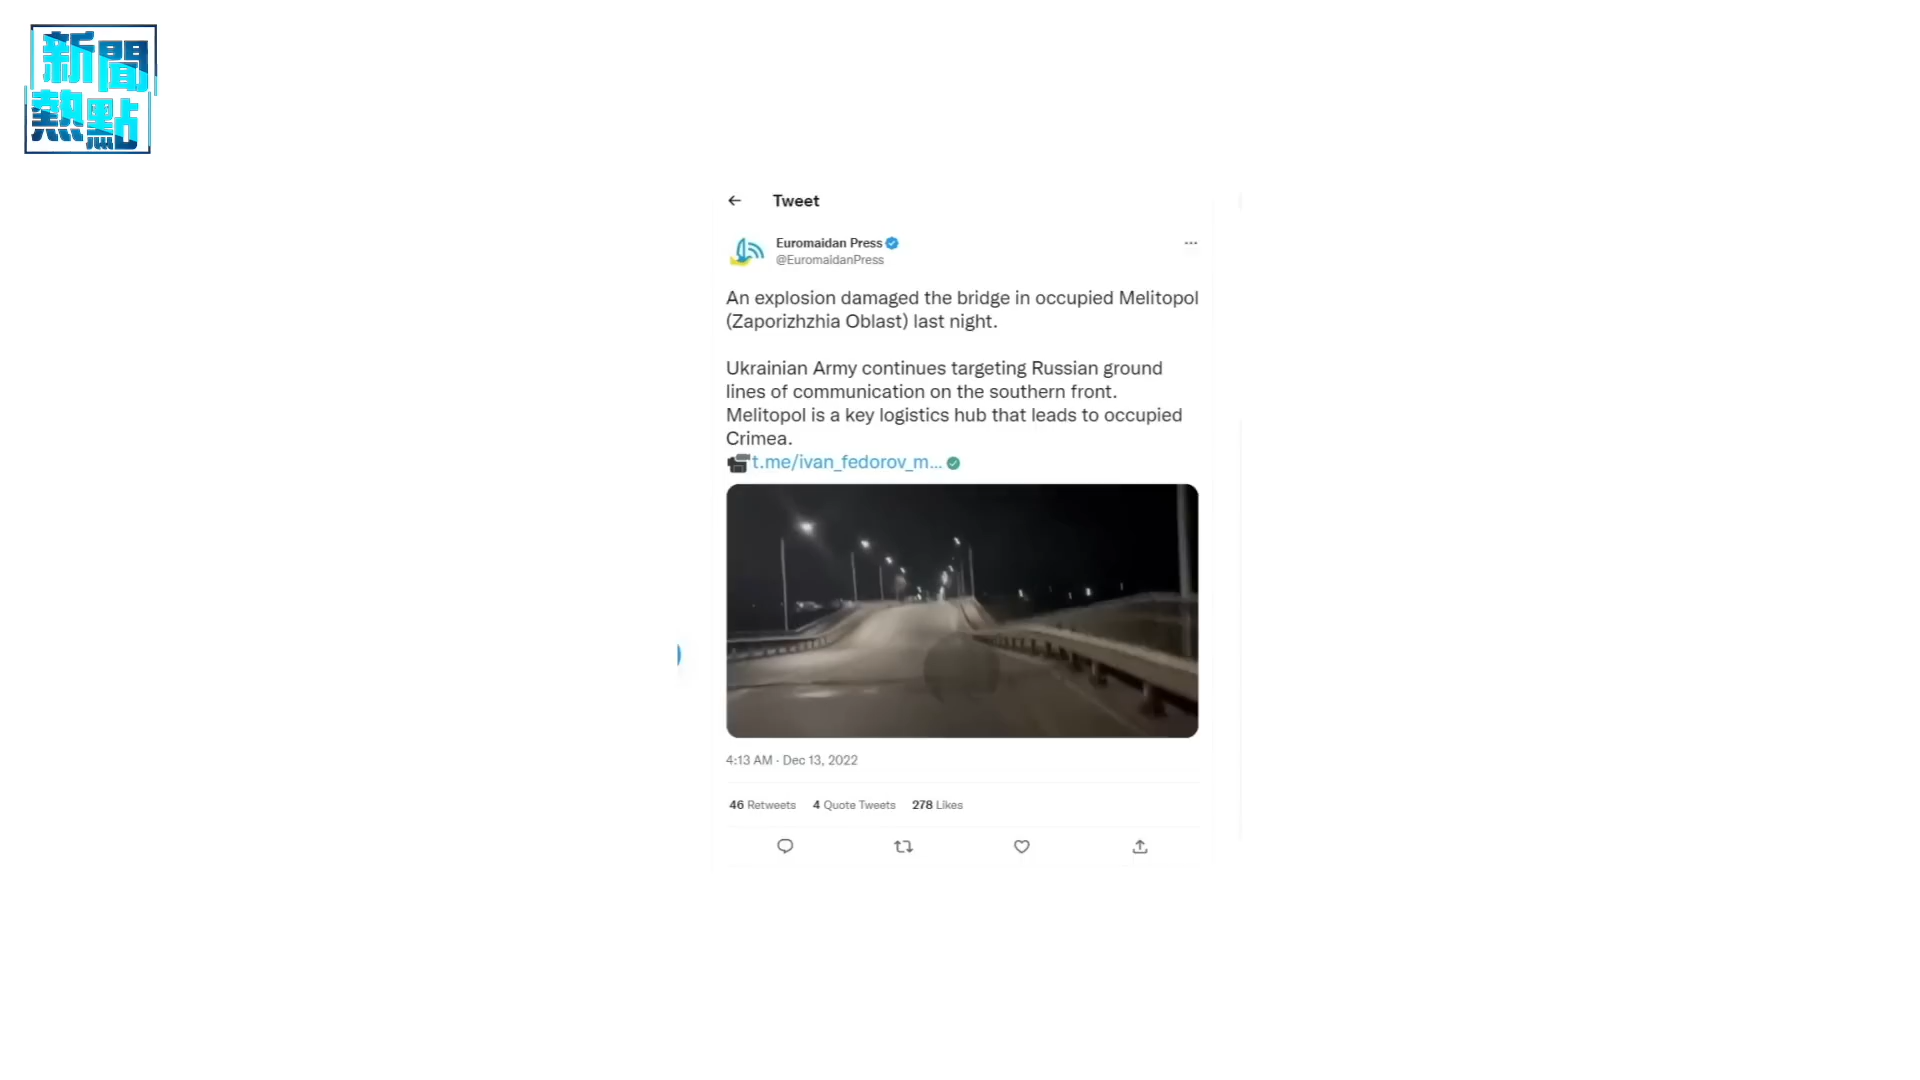 新聞
熱點
Tweet
Euromaidan Press
@EuromaidanPress
An explosion damaged the bridge in occupied Melitopol
(Zaporizhzhia Oblast) last night.
Ukrainian Army continues targeting Russian ground
lines of communication on the southern front.
Melitopol is a key logistics hub that leads to occupied
Crimea.
t.me/ivan_fedorov_m...
4:13 AM · Dec 13, 2022
46 Retweets 4 Quote Tweets 278 Likes